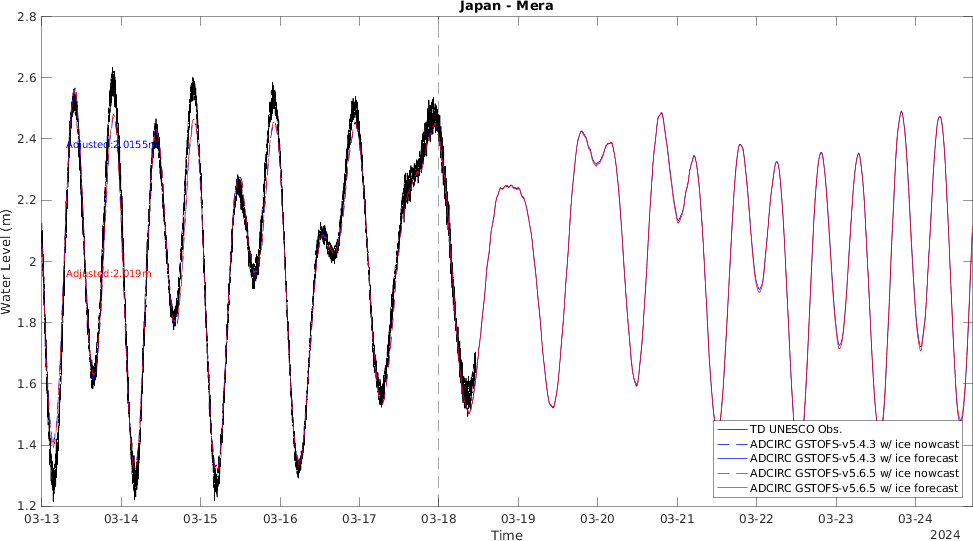 Japan - Mera
2.8
2.6
2.4
2.2
2
1.8
1.6
1.4
1.2
Water Level (m)
Adjusted:2.0155m
Adjusted:2.019m
TD UNESCO Obs.
ADCIRC GSTOFS-v5.4.3 w/ ice nowcast
ADCIRC GSTOFS-v5.4.3 w/ ice forecast
ADCIRC GSTOFS-v5.6.5 w/ ice nowcast
ADCIRC GSTOFS-v5.6.5 w/ ice forecast
03-13 03-14 03-15 03-16 03-17 03-18 03-19 03-20 03-21 03-22 03-23 03-24
Time
2024